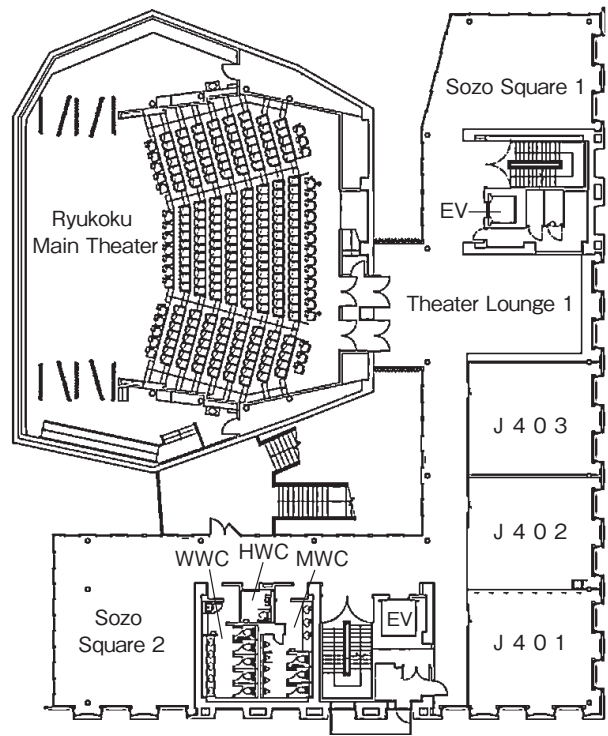 Sozo Square 1
EV
Ryukoku
Main Theater
Theater Lounge 1
J 4 0 3
J 4 0 2
WWC
HWC
MWC
EV
Sozo
Square 2
J 4 0 1